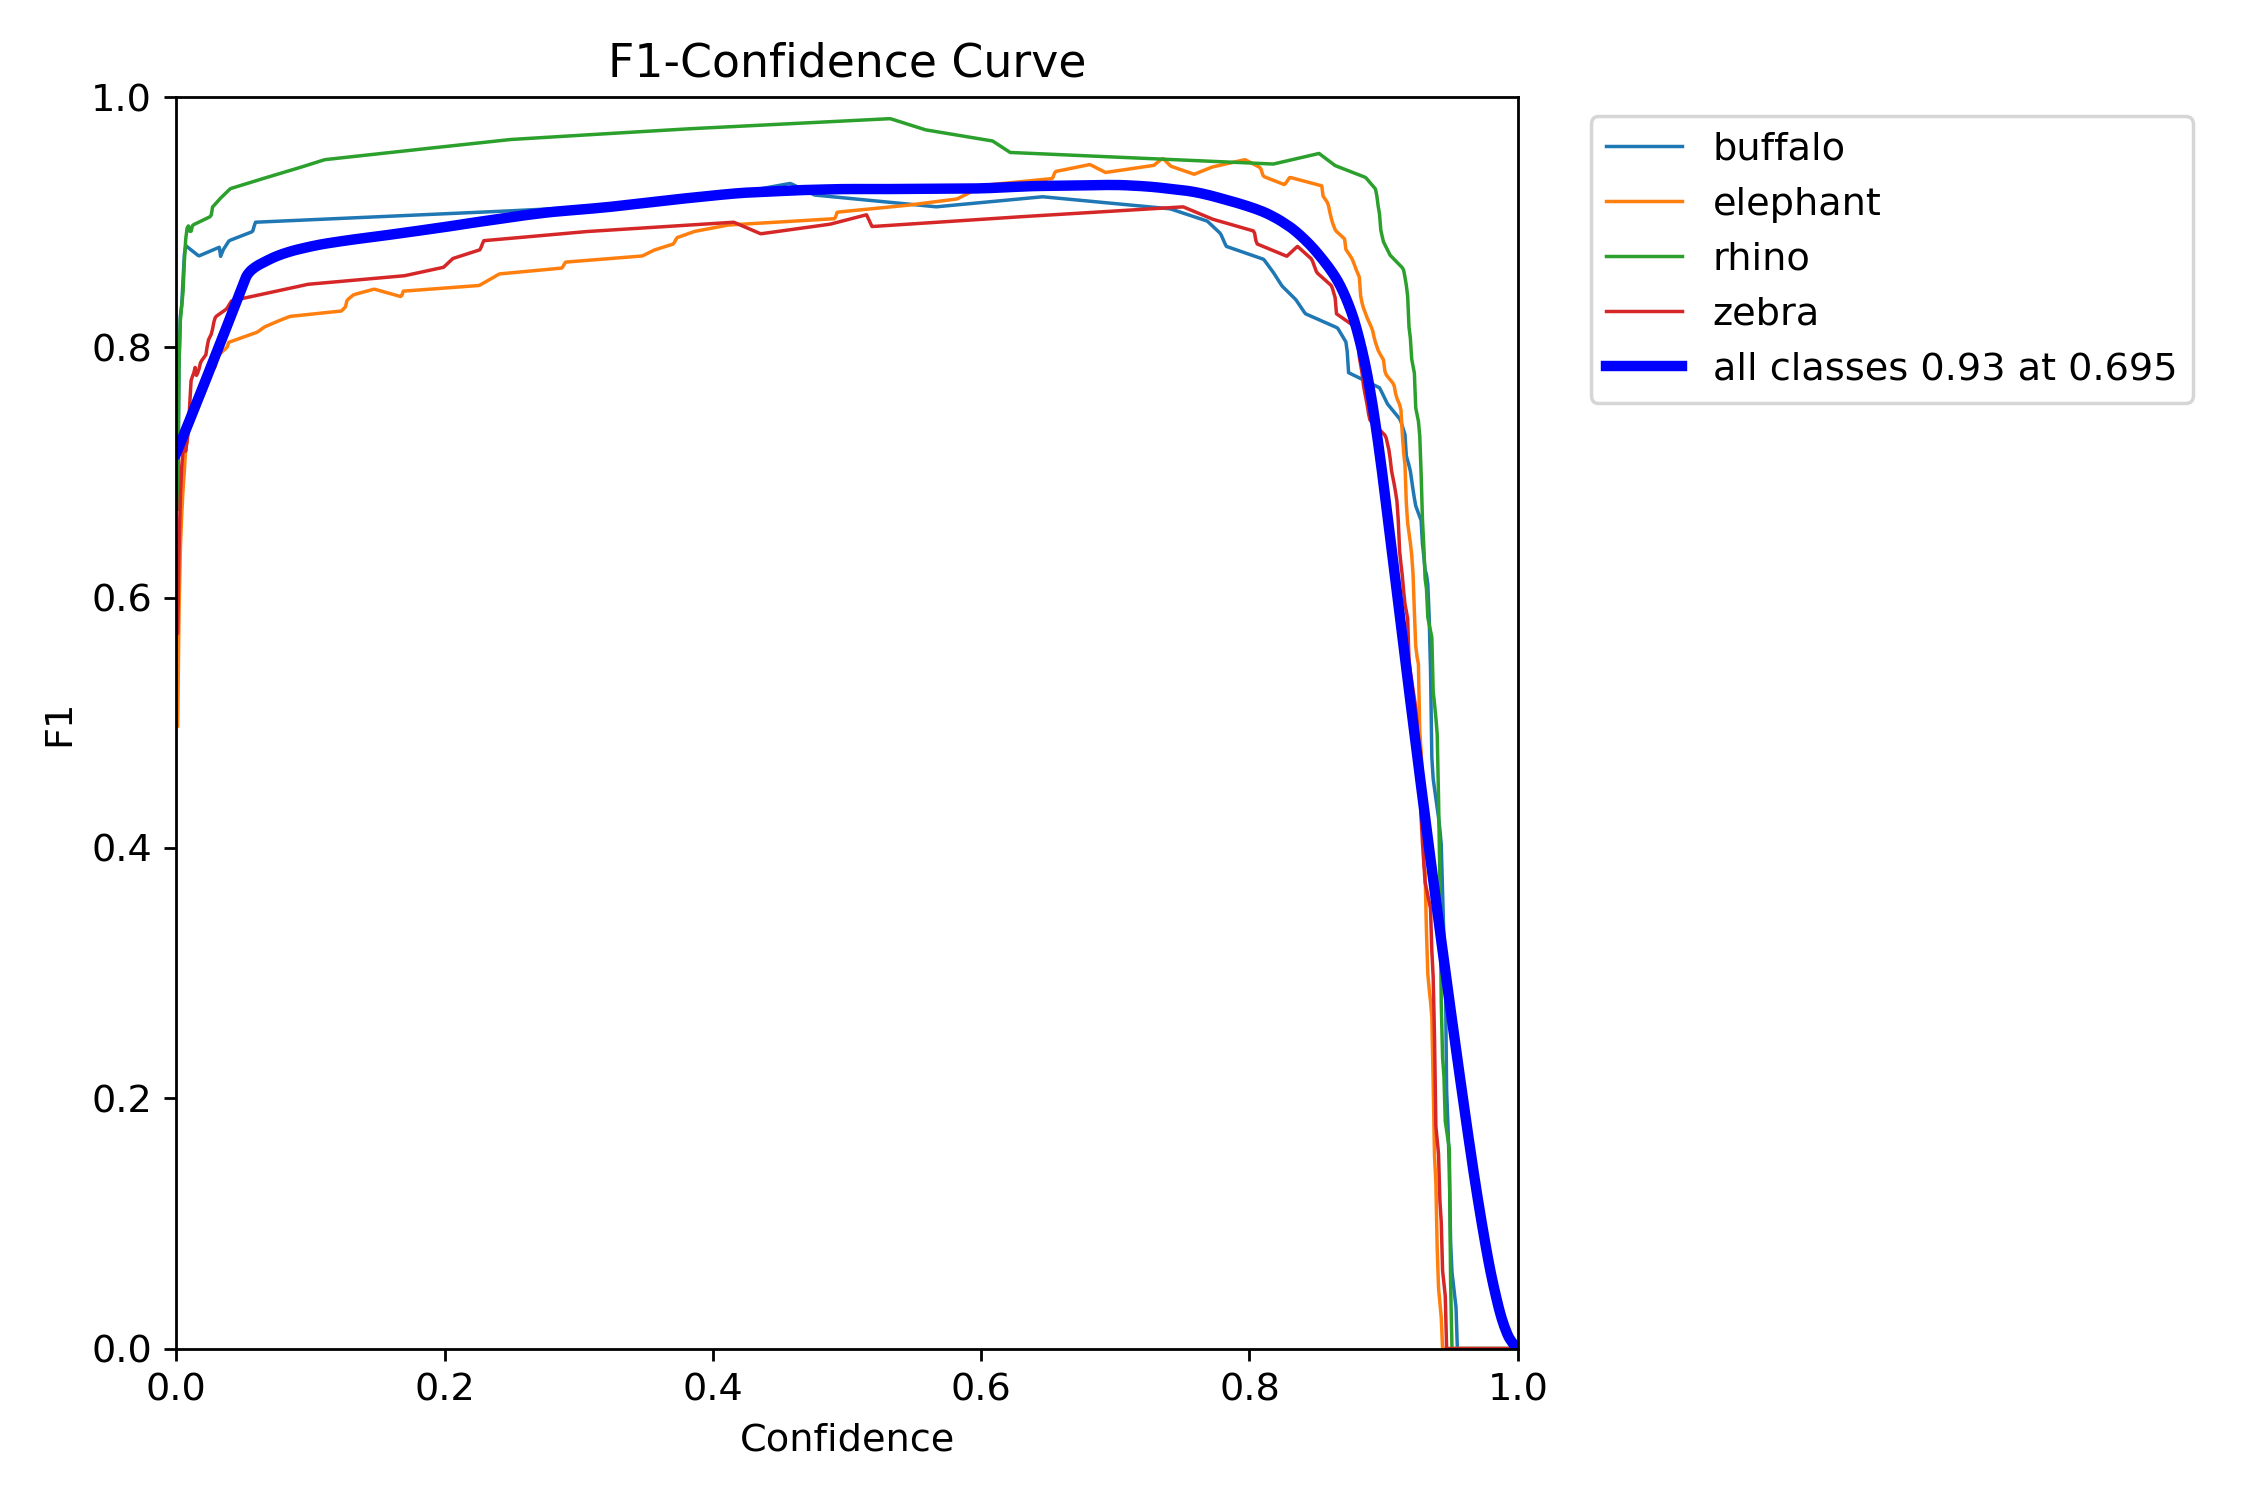 F1-Confidence Curve
1.0
0.8
0.6
0.4
0.2
0.0
F1
0.0 0.2 0.4 0.6 0.8 1.0
Confidence
buffalo
elephant
rhino
zebra
all classes 0.93 at 0.695